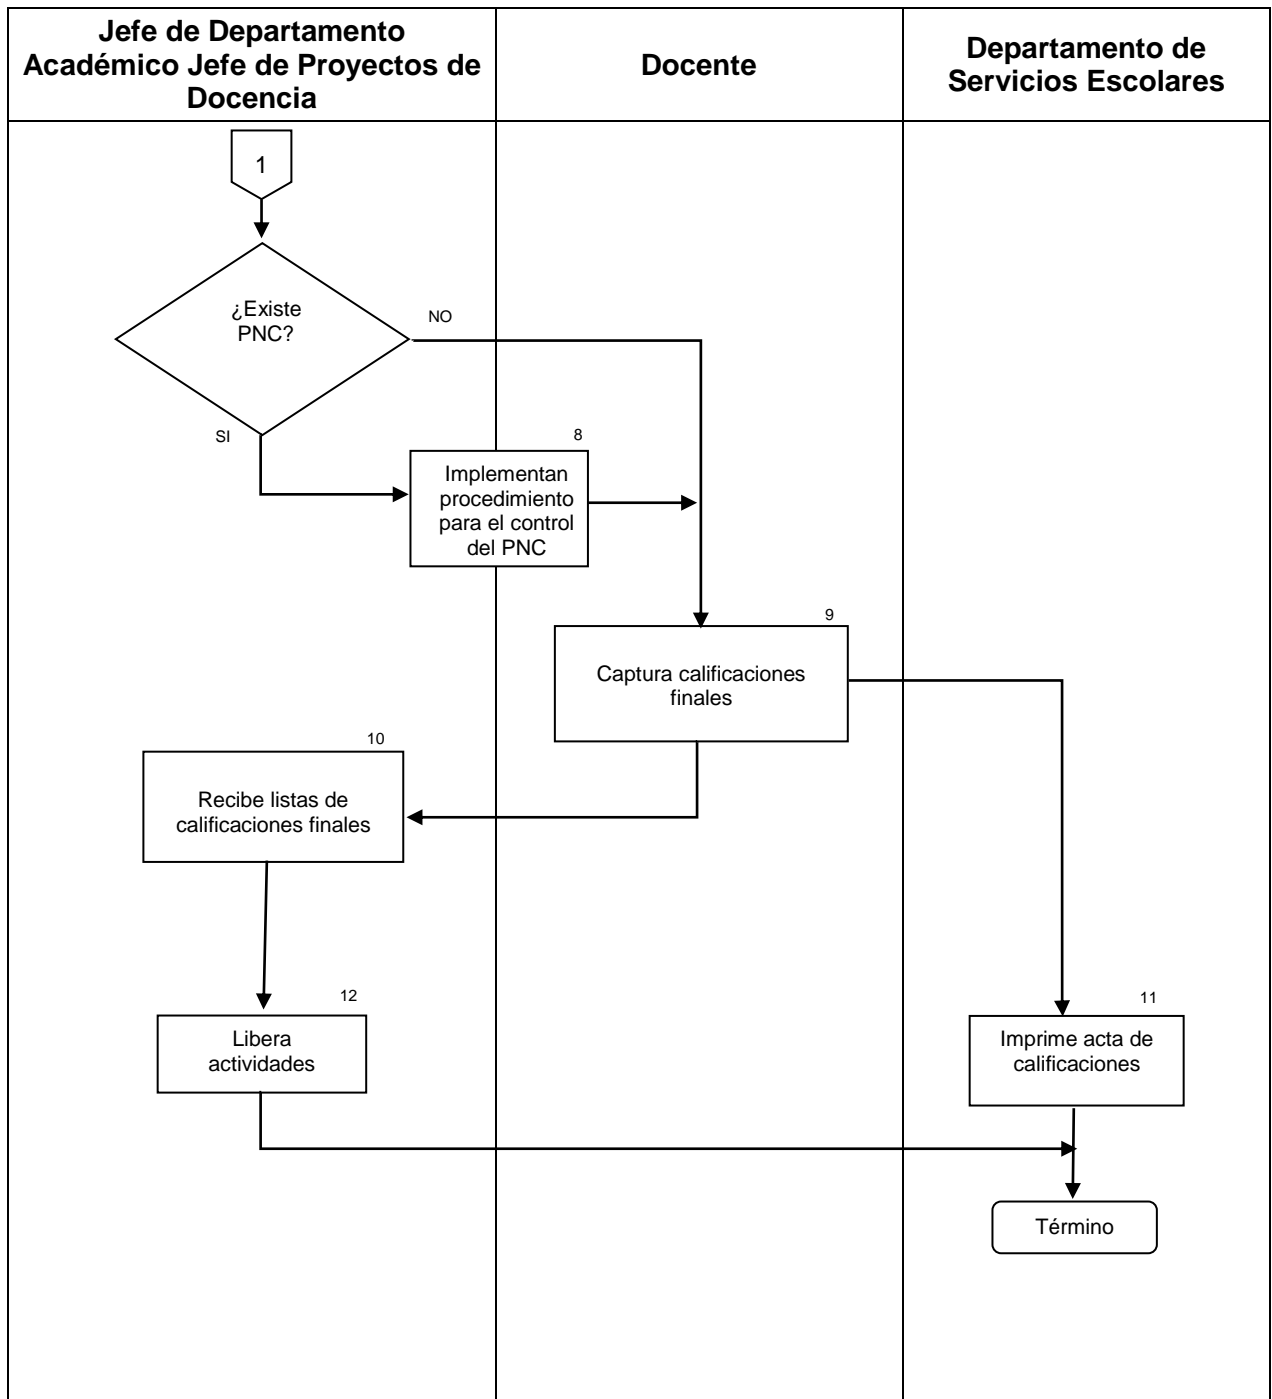 Jefe de Departamento
Académico Jefe de Proyectos de
Docencia
Docente
Departamento de
Servicios Escolares
1
¿Existe
PNC?
NO
SI
8
Implementan
procedimiento
para el control
del PNC
9
Captura calificaciones
finales
10
Recibe listas de
calificaciones finales
12
Libera
actividades
11
Imprime acta de
calificaciones
Término